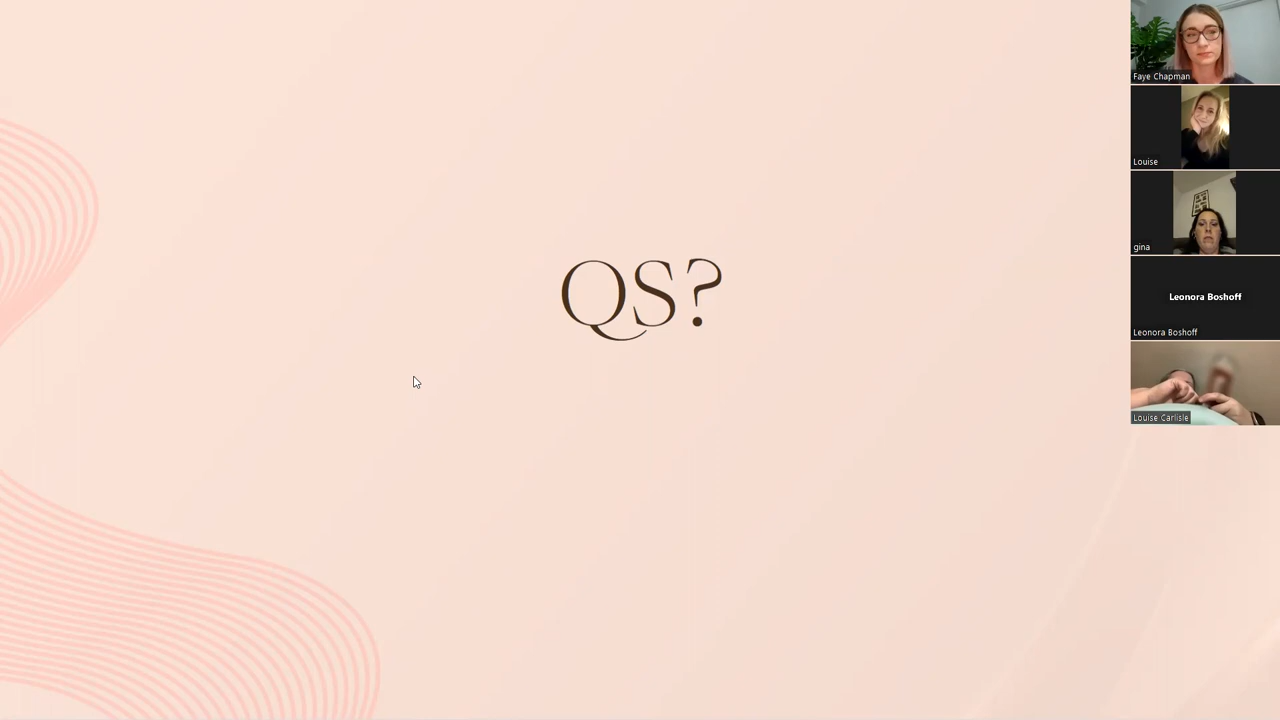 QS?
Faye Chapman
Louise
gina
Leonora Boshoff
Leonora Boshoff
Louise Carlisle